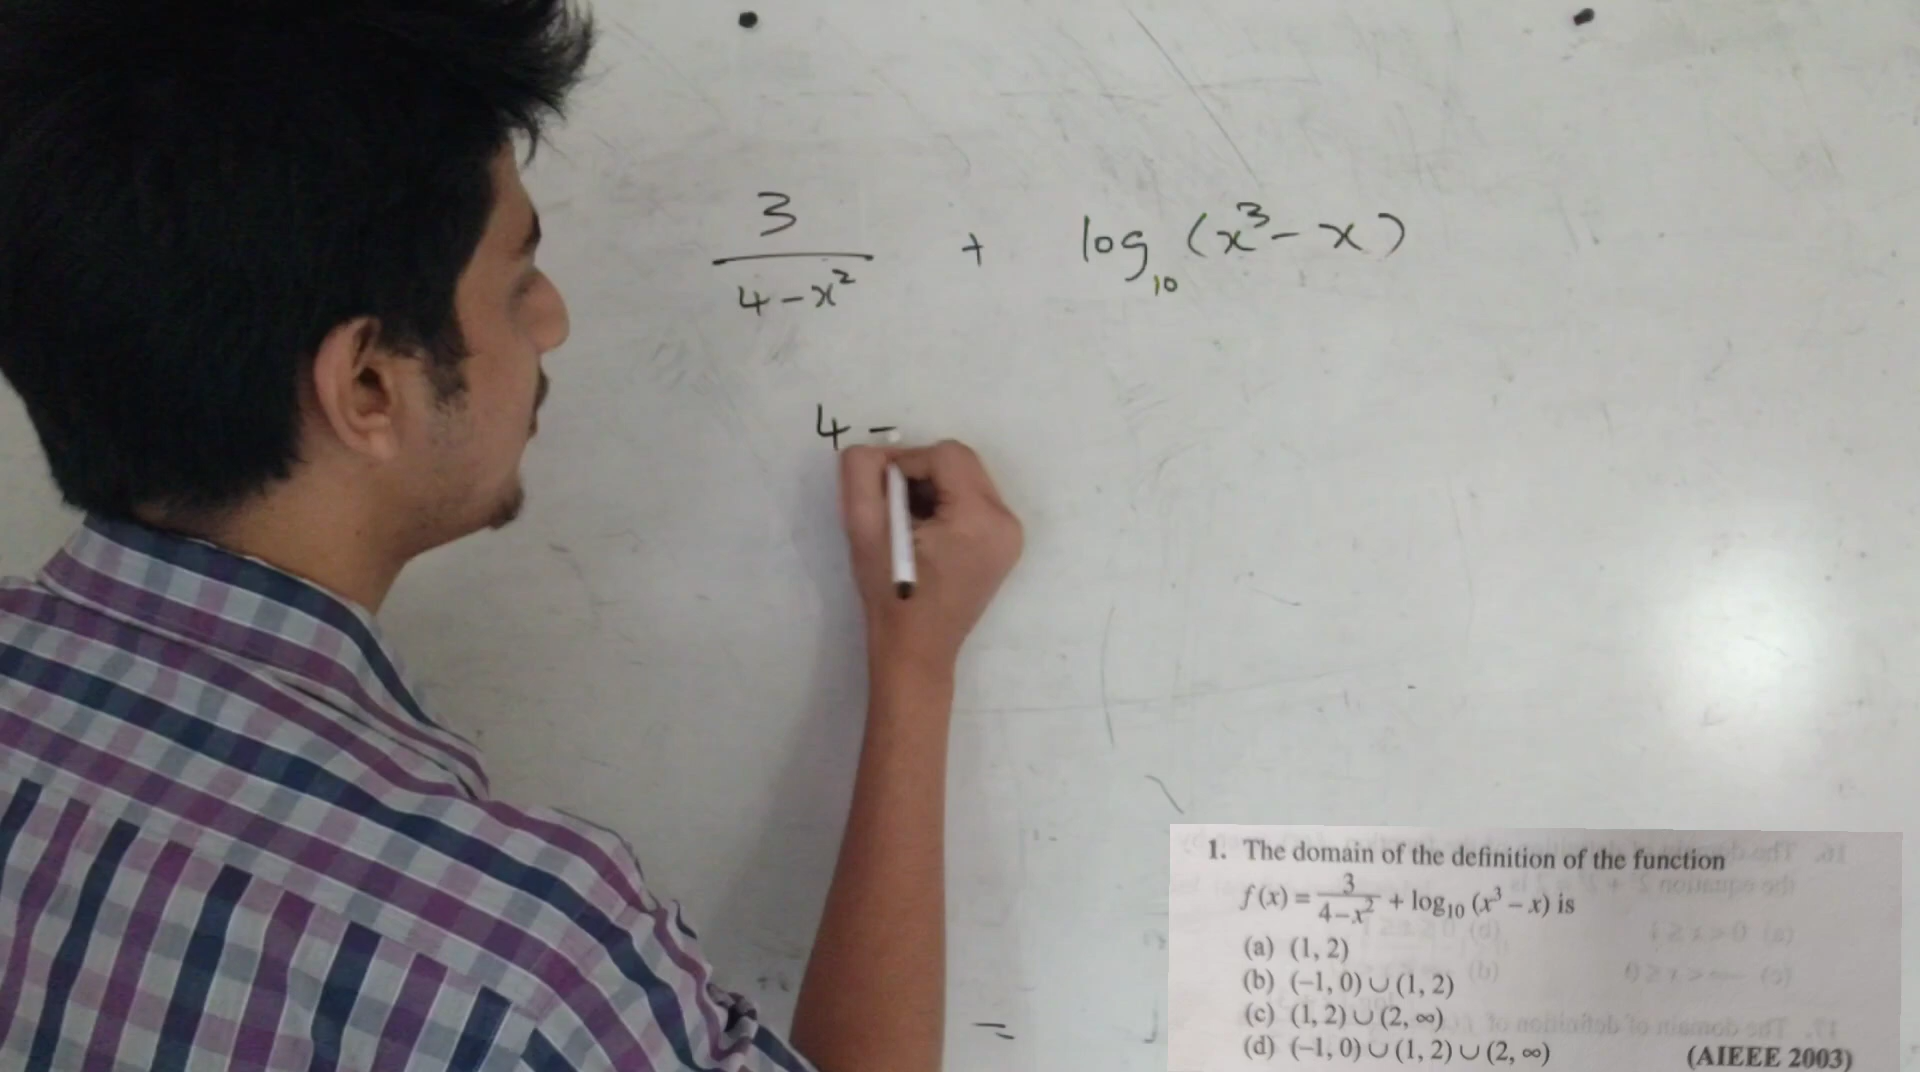 3/(4-x²) + log₁₀(x³-x)
4 -
=
1. The domain of the definition of the function
f(x) = 3/(4-x²) + log₁₀ (x³ – x) is
(a) (1, 2)
(b) (–1, 0) ∪ (1, 2)
(c) (1, 2) ∪ (2, ∞)
(d) (–1, 0) ∪ (1, 2) ∪ (2, ∞)
(AIEEE 2003)